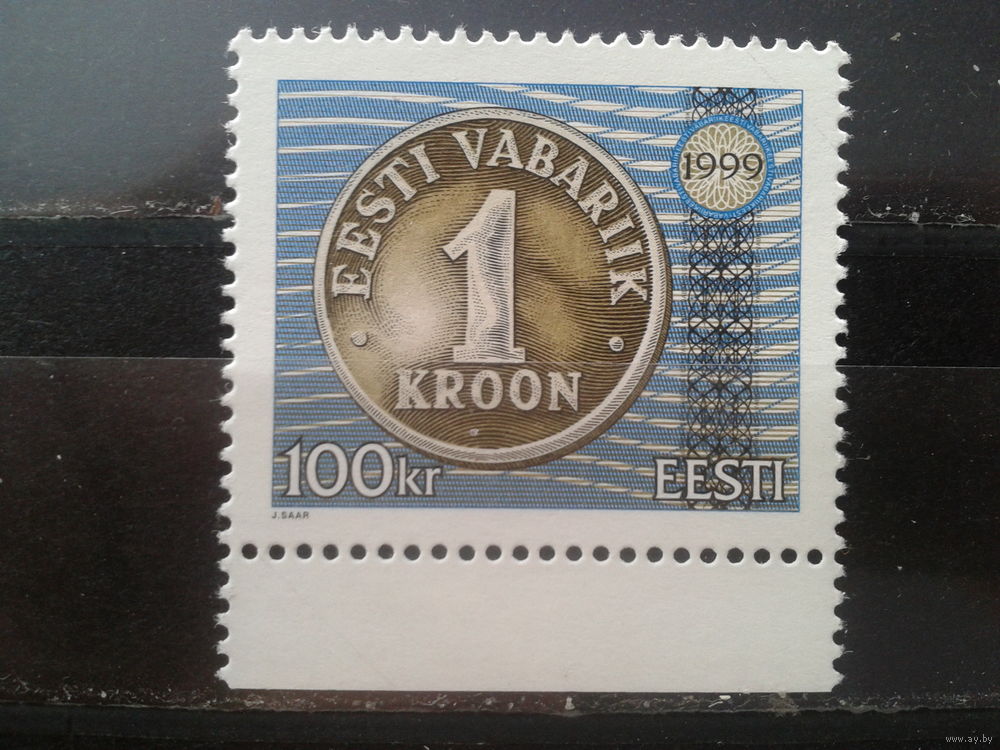 EESTI VABARIIK
1999
1
KROON
100kr
EESTI
J.SAAR
www.ay.by